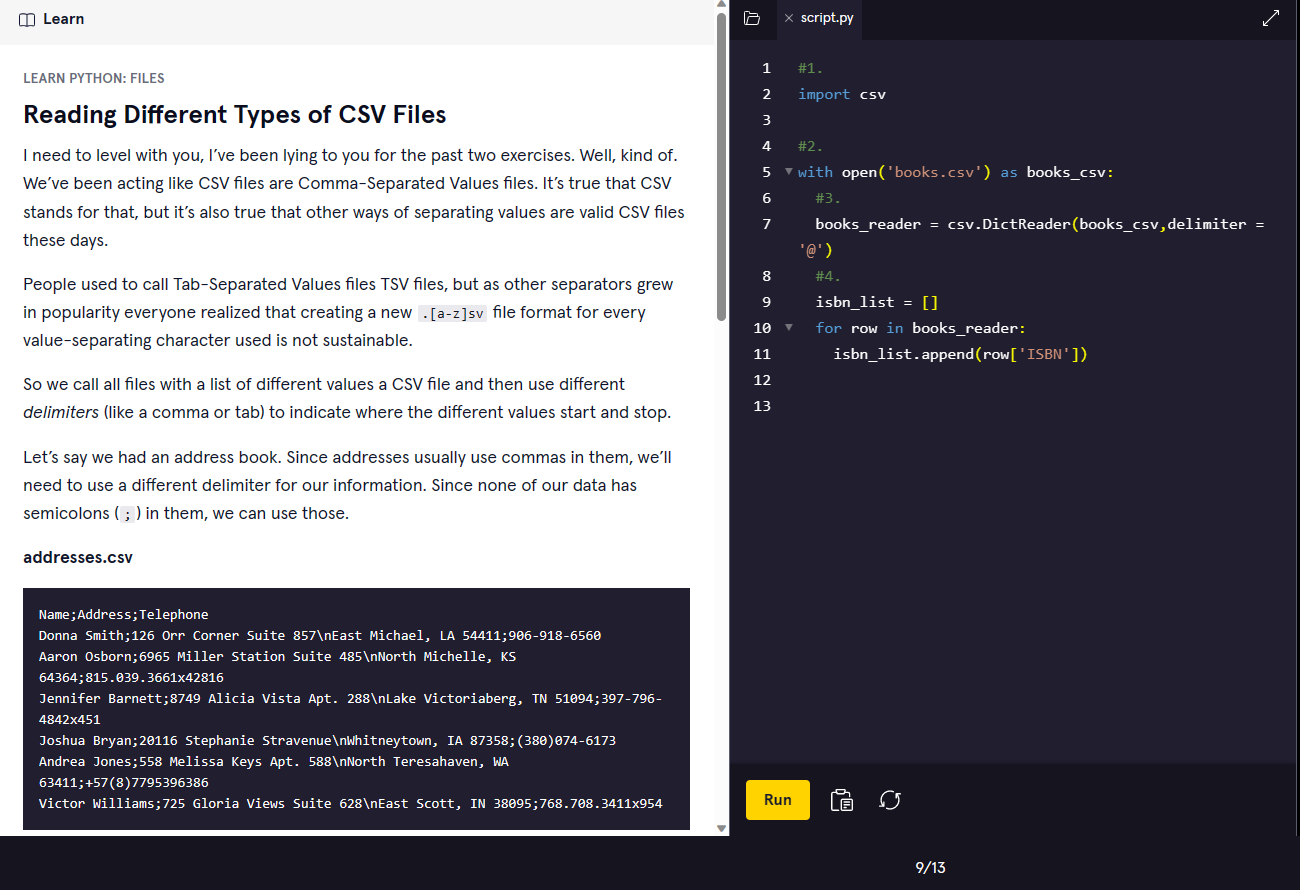 Learn
LEARN PYTHON: FILES
Reading Different Types of CSV Files
I need to level with you, I’ve been lying to you for the past two exercises. Well, kind of.
We’ve been acting like CSV files are Comma-Separated Values files. It’s true that CSV
stands for that, but it’s also true that other ways of separating values are valid CSV files
these days.
People used to call Tab-Separated Values files TSV files, but as other separators grew
in popularity everyone realized that creating a new .[a-z]sv file format for every
value-separating character used is not sustainable.
So we call all files with a list of different values a CSV file and then use different
delimiters (like a comma or tab) to indicate where the different values start and stop.
Let’s say we had an address book. Since addresses usually use commas in them, we’ll
need to use a different delimiter for our information. Since none of our data has
semicolons (;) in them, we can use those.
addresses.csv
Name;Address;Telephone
Donna Smith;126 Orr Corner Suite 857\nEast Michael, LA 54411;906-918-6560
Aaron Osborn;6965 Miller Station Suite 485\nNorth Michelle, KS
64364;815.039.3661x42816
Jennifer Barnett;8749 Alicia Vista Apt. 288\nLake Victoriaberg, TN 51094;397-796-
4842x451
Joshua Bryan;20116 Stephanie Stravenue\nWhitneytown, IA 87358;(380)074-6173
Andrea Jones;558 Melissa Keys Apt. 588\nNorth Teresahaven, WA
63411;+57(8)7795396386
Victor Williams;725 Gloria Views Suite 628\nEast Scott, IN 38095;768.708.3411x954
script.py
1 #1.
2 import csv
3
4 #2.
5 with open('books.csv') as books_csv:
6 #3.
7 books_reader = csv.DictReader(books_csv,delimiter =
'@')
8 #4.
9 isbn_list = []
10 for row in books_reader:
11 isbn_list.append(row['ISBN'])
12
13
Run
9/13